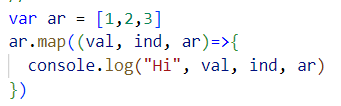 var ar = [1,2,3]
ar.map((val, ind, ar)=>{
  console.log("Hi", val, ind, ar)
})